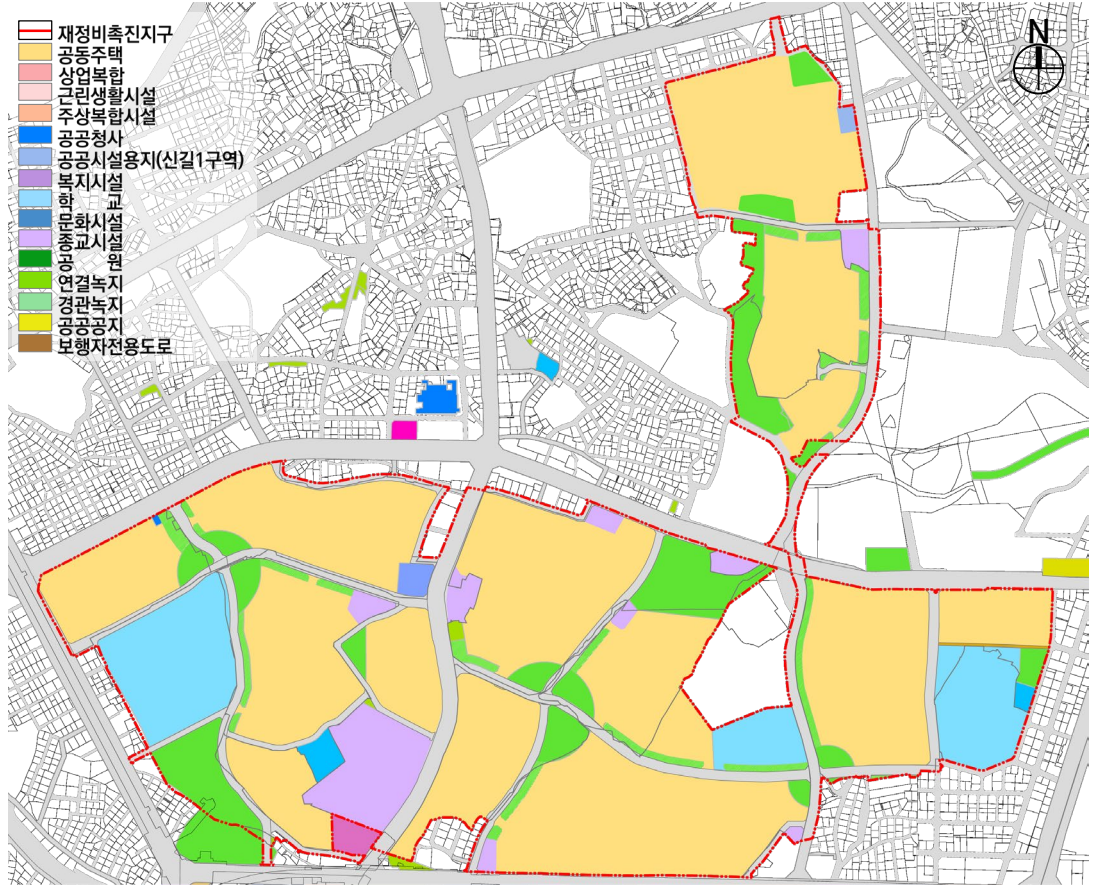 N
재정비촉진지구
공동주택
상업복합
근린생활시설
주상복합시설
공공청사
공공시설용지(신길1구역)
복지시설
학 교
문화시설
종교시설
공 원
연결녹지
경관녹지
공공공지
보행자전용도로